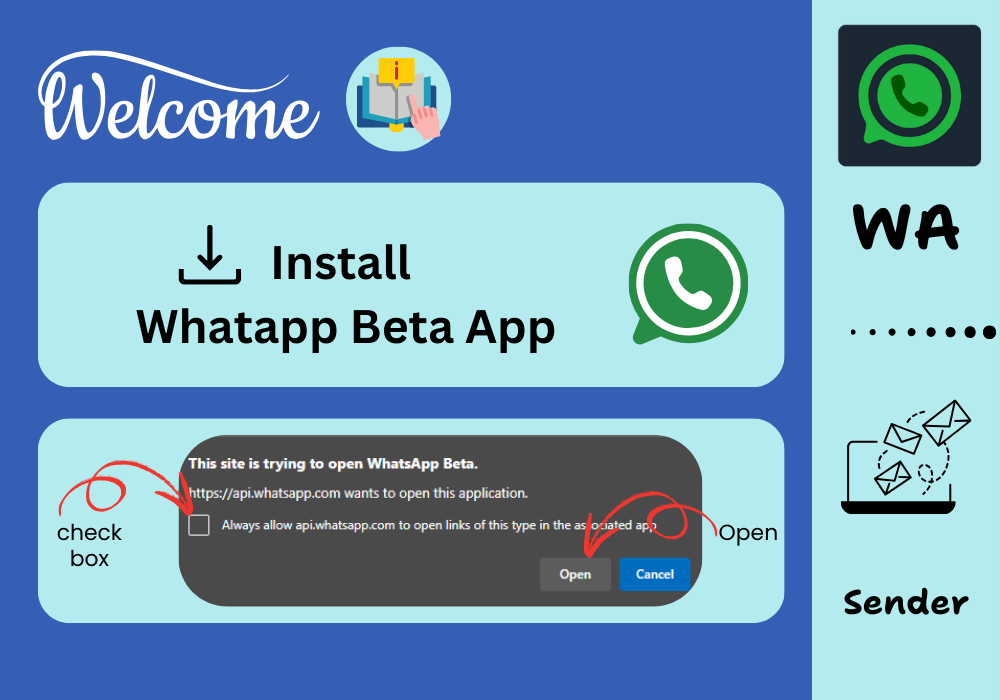 Welcome
Install
Whatapp Beta App
This site is trying to open WhatsApp Beta.
https://api.whatsapp.com wants to open this application.
Always allow api.whatsapp.com to open links of this type in the associated app
Open
Cancel
check
box
Open
WA
Sender